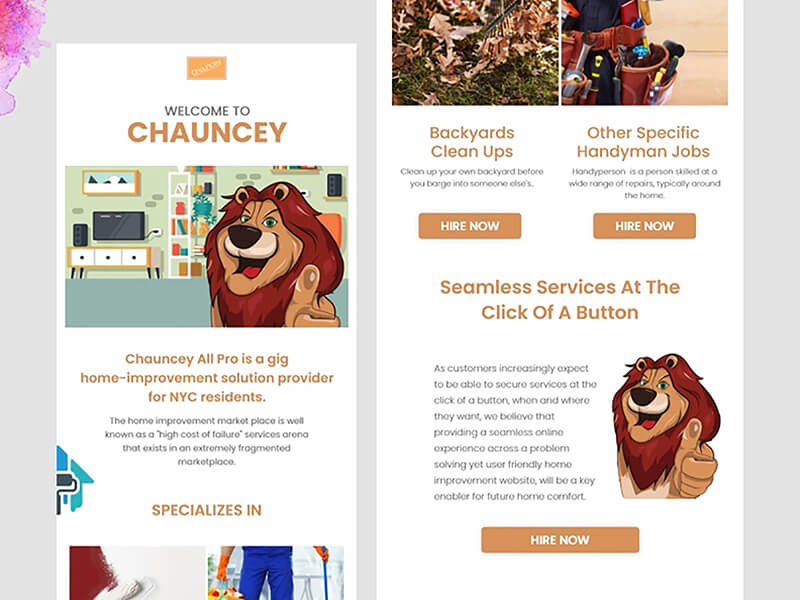 CHAUNCEY
WELCOME TO
CHAUNCEY
Chauncey All Pro is a gig
home-improvement solution provider
for NYC residents.
The home improvement market place is well
known as a "high cost of failure" services arena
that exists in an extremely fragmented
marketplace.
SPECIALIZES IN
Backyards
Clean Ups
Clean up your own backyard before
you barge into someone else's..
HIRE NOW
Other Specific
Handyman Jobs
Handyperson is a person skilled at a
wide range of repairs, typically around
the home.
HIRE NOW
Seamless Services At The
Click Of A Button
As customers increasingly expect
to be able to secure services at the
click of a button, when and where
they want, we believe that
providing a seamless online
experience across a problem
solving yet user friendly home
improvement website, will be a key
enabler for future home comfort.
HIRE NOW